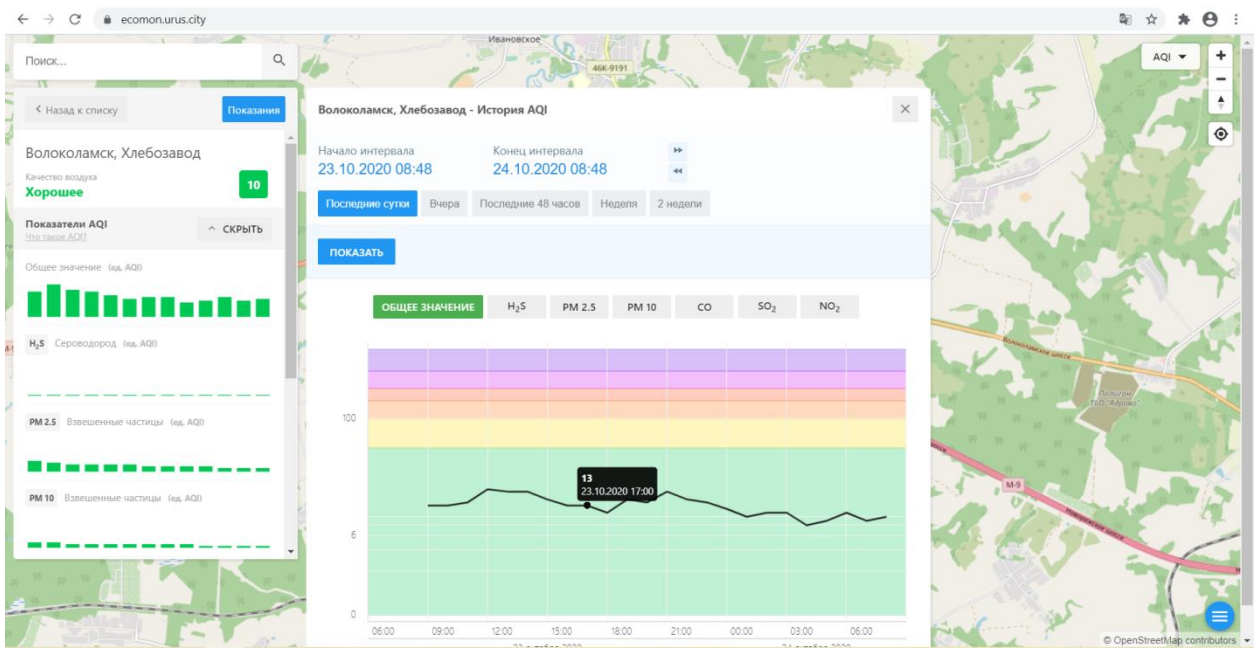 ecomon.urus.city
Поиск...
Назад к списку
Показания
Волоколамск, Хлебозавод
Качество воздуха
Хорошее
10
Показатели AQI
Что такое AQI?
СКРЫТЬ
Общее значение (ед. AQI)
H₂S Сероводород (ед. AQI)
PM 2.5 Взвешенные частицы (ед. AQI)
PM 10 Взвешенные частицы (ед. AQI)
Ивановское
46К-9191
Волоколамск, Хлебозавод - История AQI
Начало интервала
23.10.2020 08:48
Конец интервала
24.10.2020 08:48
Последние сутки Вчера Последние 48 часов Неделя 2 недели
ПОКАЗАТЬ
ОБЩЕЕ ЗНАЧЕНИЕ H₂S PM 2.5 PM 10 CO SO₂ NO₂
100
13
23.10.2020 17:00
6
0
06:00 09:00 12:00 15:00 18:00 21:00 00:00 03:00 06:00
AQI
Волоколамское шоссе
Полигон
ТБО "Ядрово"
М-9
Новорижское шоссе
© OpenStreetMap contributors